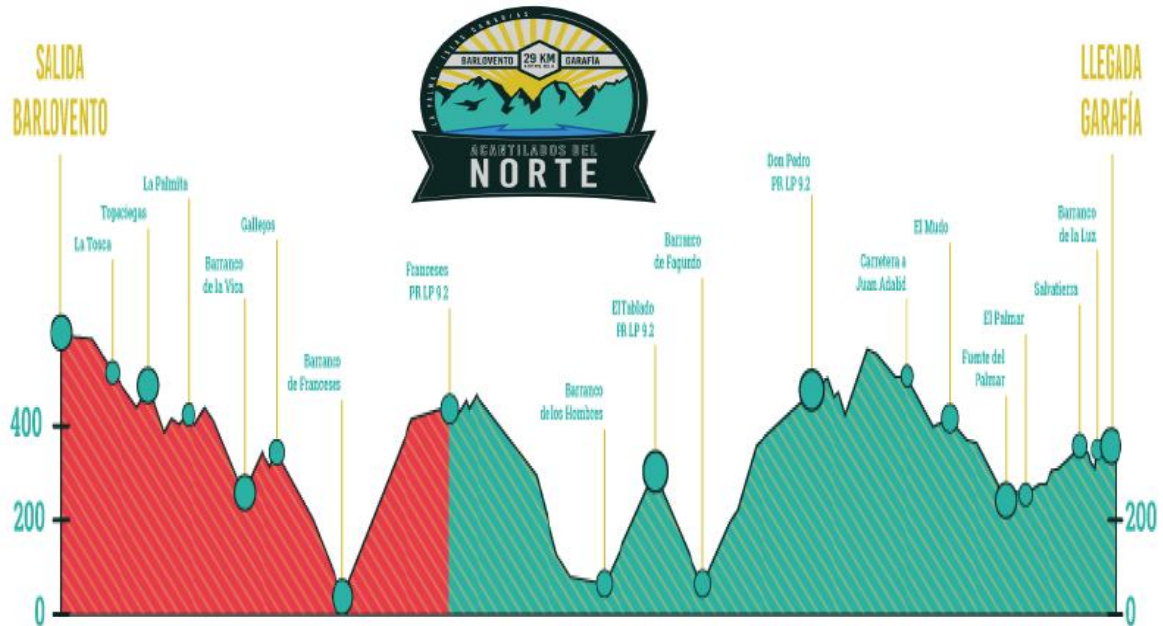 SALIDA
BARLOVENTO
LLEGADA
GARAFÍA
LA PALMA - ISLAS CANARIAS
BARLOVENTO
29 KM
GARAFÍA
ACANTILADOS DEL
NORTE
La Tosca
Topaciegas
La Palmita
Barranco
de la Vica
Gallegos
Barranco
de Franceses
Franceses
PR LP 9.2
Barranco
de los Hombres
El Tablado
PR LP 9.2
Barranco
de Fagundo
Don Pedro
PR LP 9.2
Carretera a
Juan Adalid
El Mudo
Fuente del
Palmar
El Palmar
Salvatierra
Barranco
de la Luz
400
200
0
200
0